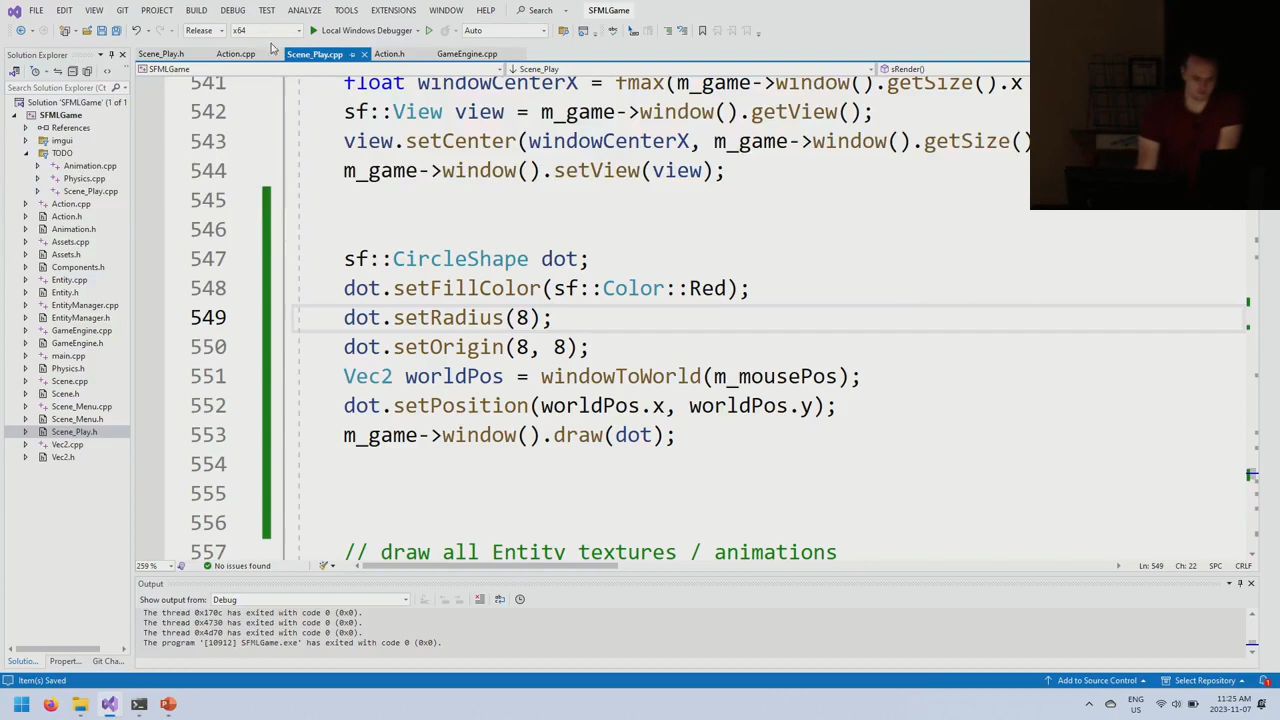 FILE EDIT VIEW GIT PROJECT BUILD DEBUG TEST ANALYZE TOOLS EXTENSIONS WINDOW HELP Search SFMLGame
Release x64 Local Windows Debugger Auto
Solution Explorer
Scene_Play.h Action.cpp Scene_Play.cpp Action.h GameEngine.cpp
SFMLGame Scene_Play sRender()
Search Solution Explorer (Ctrl+
Solution 'SFMLGame' (1 of 1
SFMLGame
References
imgui
TODO
Animation.cpp
Physics.cpp
Scene_Play.cpp
Action.cpp
Action.h
Animation.h
Assets.cpp
Assets.h
Components.h
Entity.cpp
Entity.h
EntityManager.cpp
EntityManager.h
GameEngine.cpp
GameEngine.h
main.cpp
Physics.h
Scene.cpp
Scene.h
Scene_Menu.cpp
Scene_Menu.h
Scene_Play.h
Vec2.cpp
Vec2.h
Soluti... Propert... Git Cha...
541 float windowCenterX = fmax(m_game->window().getSize().x
542 sf::View view = m_game->window().getView();
543 view.setCenter(windowCenterX, m_game->window().getSize()
544 m_game->window().setView(view);
545
546
547 sf::CircleShape dot;
548 dot.setFillColor(sf::Color::Red);
549 dot.setRadius(8);
550 dot.setOrigin(8, 8);
551 Vec2 worldPos = windowToWorld(m_mousePos);
552 dot.setPosition(worldPos.x, worldPos.y);
553 m_game->window().draw(dot);
554
555
556
557 // draw all Entity textures / animations
259 % No issues found Ln: 549 Ch: 22 SPC CRLF
Output
Show output from: Debug
The thread 0x170c has exited with code 0 (0x0).
The thread 0x4730 has exited with code 0 (0x0).
The thread 0x4d70 has exited with code 0 (0x0).
The program '[10912] SFMLGame.exe' has exited with code 0 (0x0).
Item(s) Saved Add to Source Control Select Repository 1
ENG US 11:25 AM 2023-11-07